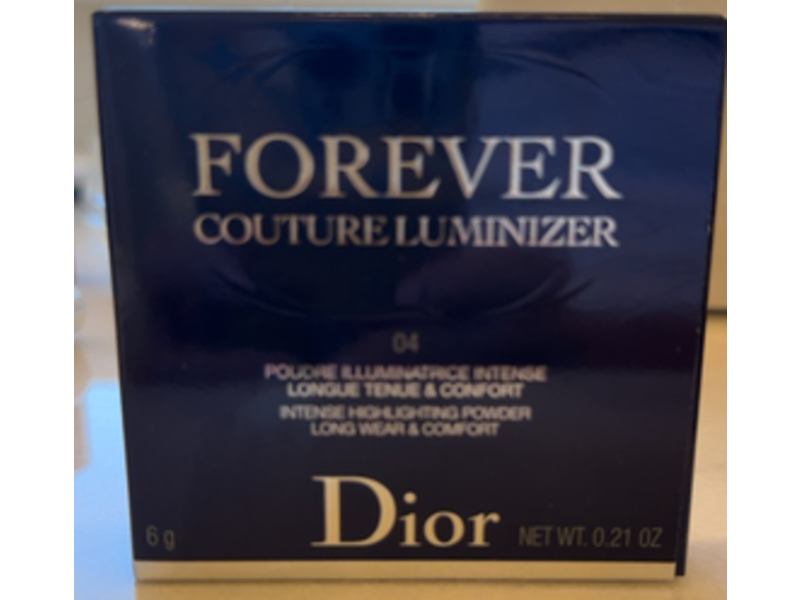 FOREVER
COUTURE LUMINIZER
04
POUDRE ILLUMINATRICE INTENSE
LONGUE TENUE & CONFORT
INTENSE HIGHLIGHTING POWDER
LONG WEAR & COMFORT
Dior
6 g
NET WT. 0.21 OZ